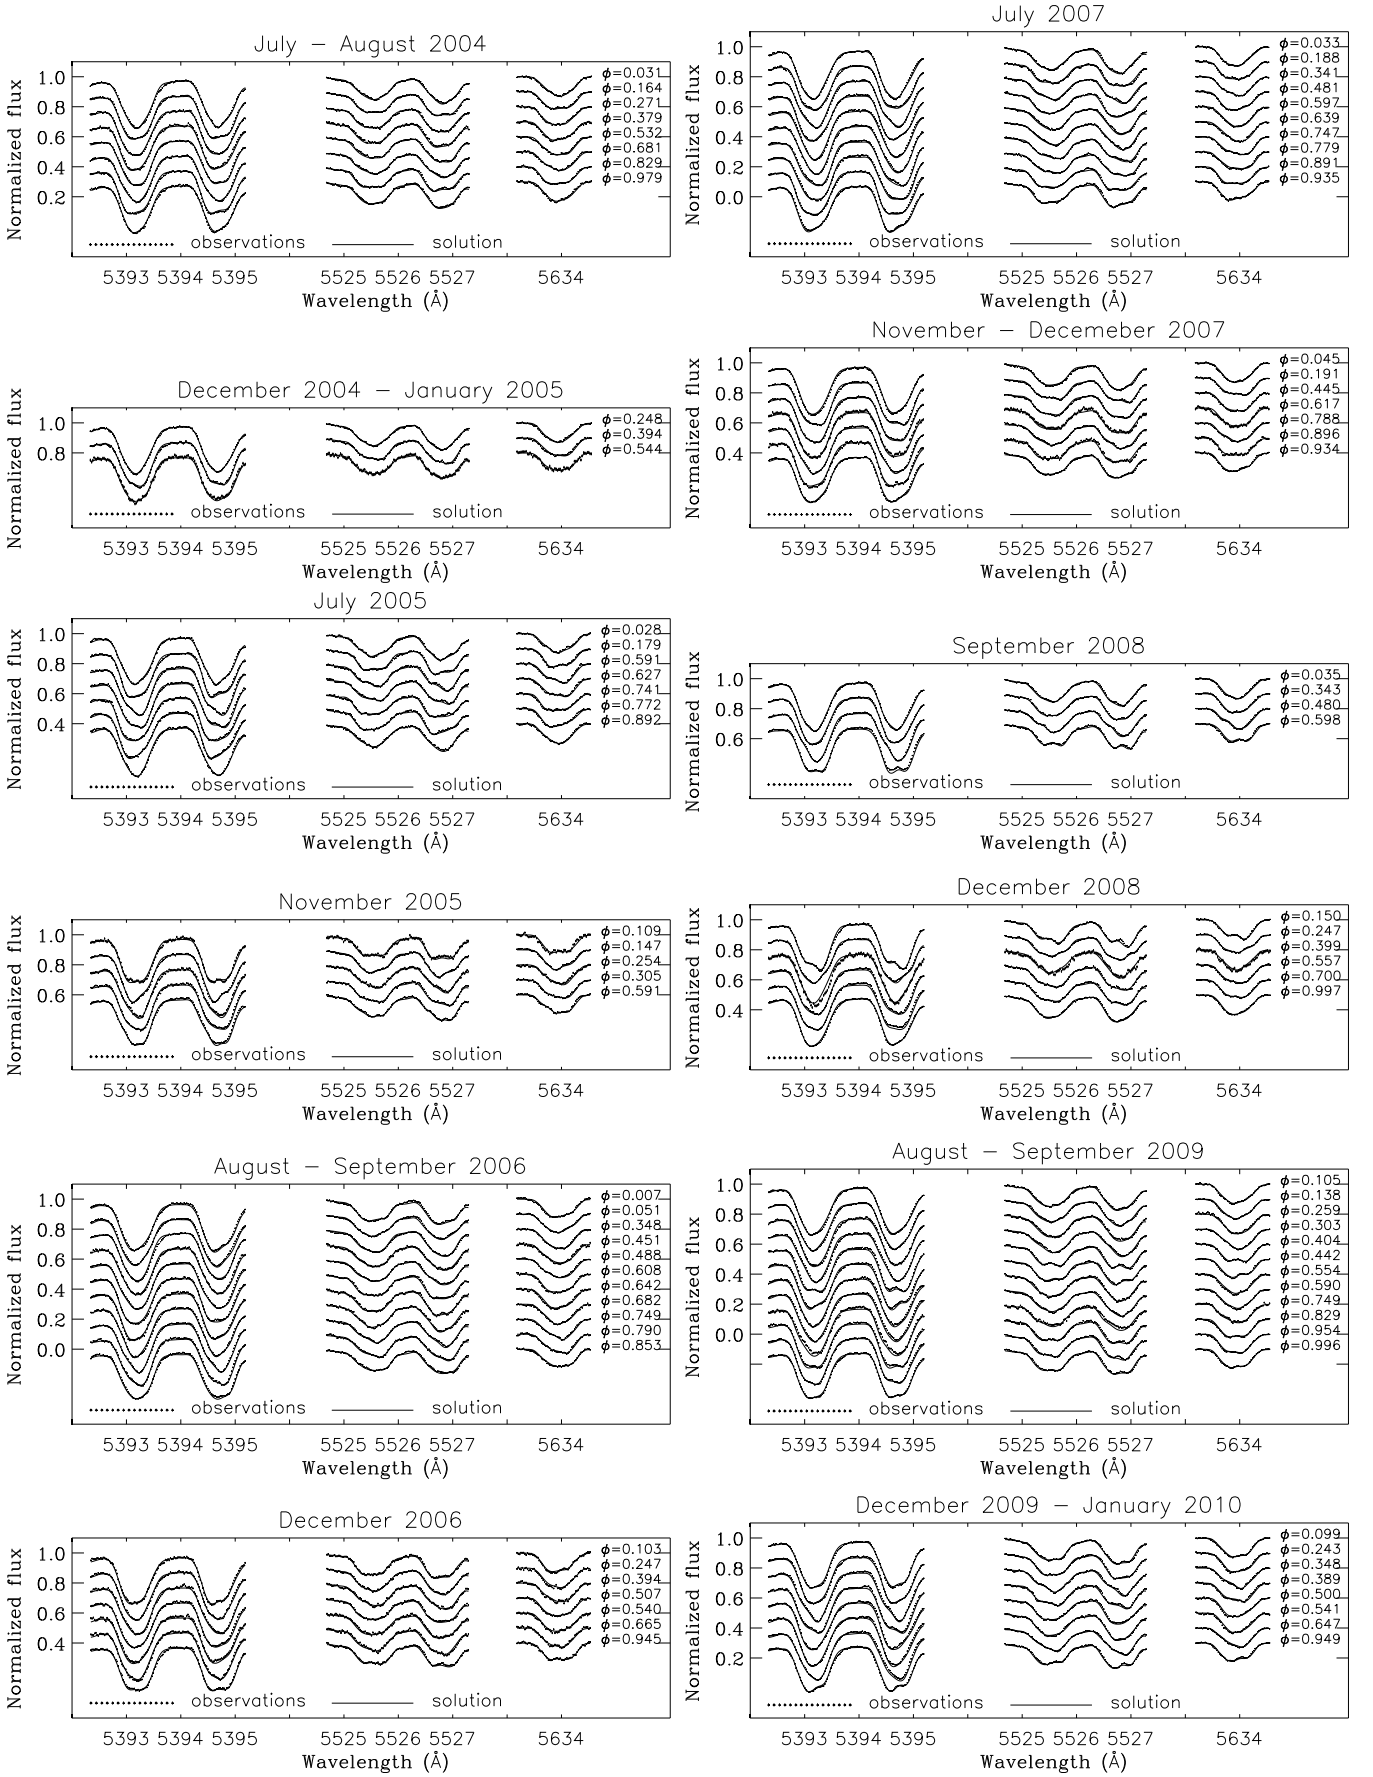 July – August 2004
Normalized flux
1.0
0.8
0.6
0.4
0.2
ϕ=0.031
ϕ=0.164
ϕ=0.271
ϕ=0.379
ϕ=0.532
ϕ=0.681
ϕ=0.829
ϕ=0.979
observations
solution
5393 5394 5395 5525 5526 5527 5634
Wavelength (Å)
December 2004 – January 2005
Normalized flux
1.0
0.8
ϕ=0.248
ϕ=0.394
ϕ=0.544
observations
solution
5393 5394 5395 5525 5526 5527 5634
Wavelength (Å)
July 2005
Normalized flux
1.0
0.8
0.6
0.4
ϕ=0.028
ϕ=0.179
ϕ=0.591
ϕ=0.627
ϕ=0.741
ϕ=0.772
ϕ=0.892
observations
solution
5393 5394 5395 5525 5526 5527 5634
Wavelength (Å)
November 2005
Normalized flux
1.0
0.8
0.6
ϕ=0.109
ϕ=0.147
ϕ=0.254
ϕ=0.305
ϕ=0.591
observations
solution
5393 5394 5395 5525 5526 5527 5634
Wavelength (Å)
August – September 2006
Normalized flux
1.0
0.8
0.6
0.4
0.2
0.0
ϕ=0.007
ϕ=0.051
ϕ=0.348
ϕ=0.451
ϕ=0.488
ϕ=0.608
ϕ=0.642
ϕ=0.682
ϕ=0.749
ϕ=0.790
ϕ=0.853
observations
solution
5393 5394 5395 5525 5526 5527 5634
Wavelength (Å)
December 2006
Normalized flux
1.0
0.8
0.6
0.4
ϕ=0.103
ϕ=0.247
ϕ=0.394
ϕ=0.507
ϕ=0.540
ϕ=0.665
ϕ=0.945
observations
solution
5393 5394 5395 5525 5526 5527 5634
Wavelength (Å)
July 2007
Normalized flux
1.0
0.8
0.6
0.4
0.2
0.0
ϕ=0.033
ϕ=0.188
ϕ=0.341
ϕ=0.481
ϕ=0.597
ϕ=0.639
ϕ=0.747
ϕ=0.779
ϕ=0.891
ϕ=0.935
observations
solution
5393 5394 5395 5525 5526 5527 5634
Wavelength (Å)
November – Decemeber 2007
Normalized flux
1.0
0.8
0.6
0.4
ϕ=0.045
ϕ=0.191
ϕ=0.445
ϕ=0.617
ϕ=0.788
ϕ=0.896
ϕ=0.934
observations
solution
5393 5394 5395 5525 5526 5527 5634
Wavelength (Å)
September 2008
Normalized flux
1.0
0.8
0.6
ϕ=0.035
ϕ=0.343
ϕ=0.480
ϕ=0.598
observations
solution
5393 5394 5395 5525 5526 5527 5634
Wavelength (Å)
December 2008
Normalized flux
1.0
0.8
0.6
0.4
ϕ=0.150
ϕ=0.247
ϕ=0.399
ϕ=0.557
ϕ=0.700
ϕ=0.997
observations
solution
5393 5394 5395 5525 5526 5527 5634
Wavelength (Å)
August – September 2009
Normalized flux
1.0
0.8
0.6
0.4
0.2
0.0
ϕ=0.105
ϕ=0.138
ϕ=0.259
ϕ=0.303
ϕ=0.404
ϕ=0.442
ϕ=0.554
ϕ=0.590
ϕ=0.749
ϕ=0.829
ϕ=0.954
ϕ=0.996
observations
solution
5393 5394 5395 5525 5526 5527 5634
Wavelength (Å)
December 2009 – January 2010
Normalized flux
1.0
0.8
0.6
0.4
0.2
ϕ=0.099
ϕ=0.243
ϕ=0.348
ϕ=0.389
ϕ=0.500
ϕ=0.541
ϕ=0.647
ϕ=0.949
observations
solution
5393 5394 5395 5525 5526 5527 5634
Wavelength (Å)